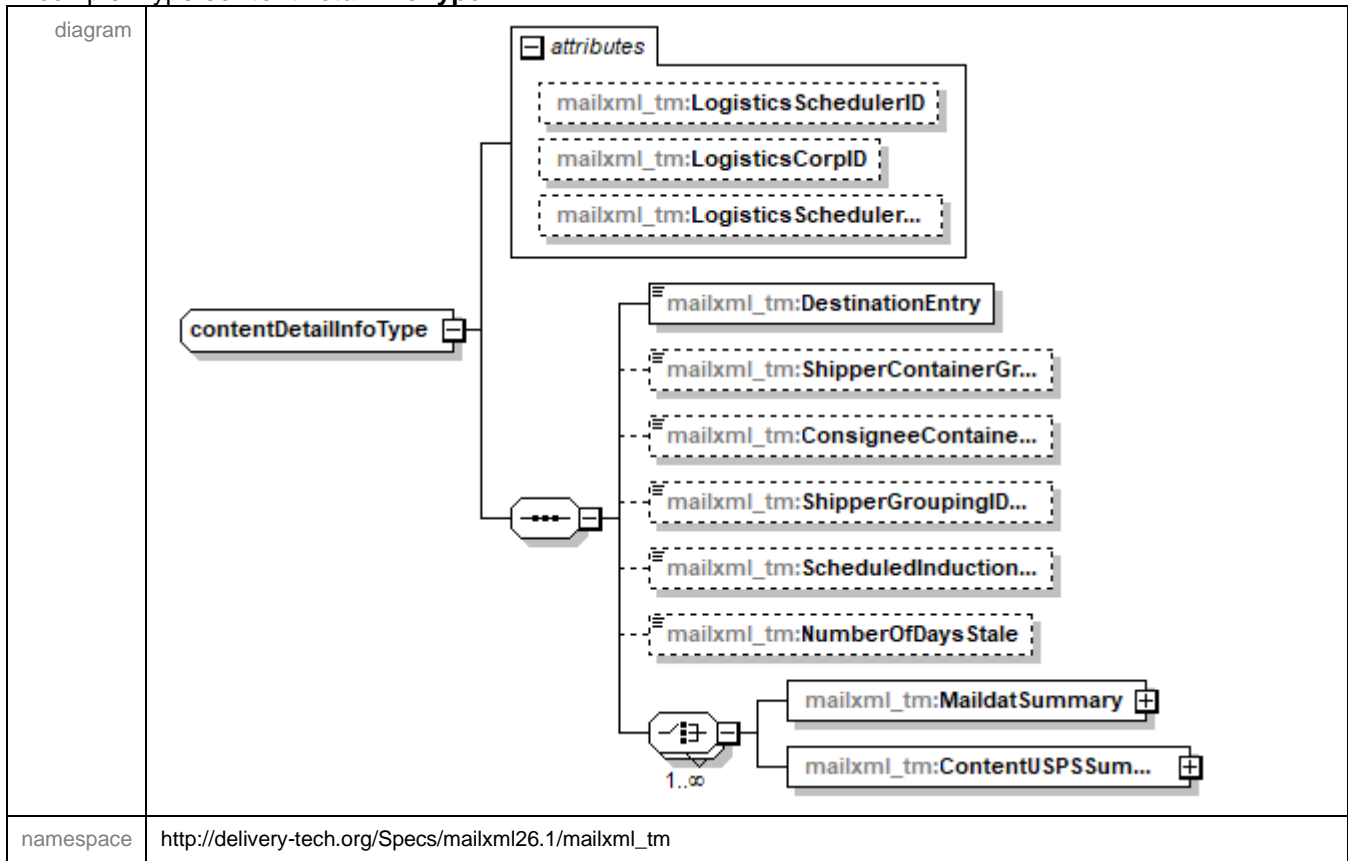 diagram
attributes
mailxml_tm:LogisticsSchedulerID
mailxml_tm:LogisticsCorpID
mailxml_tm:LogisticsScheduler...
contentDetailInfoType
mailxml_tm:DestinationEntry
mailxml_tm:ShipperContainerGr...
mailxml_tm:ConsigneeContaine...
mailxml_tm:ShipperGroupingID...
mailxml_tm:ScheduledInduction...
mailxml_tm:NumberOfDaysStale
mailxml_tm:MaildatSummary
mailxml_tm:ContentUSPSSum...
1..∞
namespace http://delivery-tech.org/Specs/mailxml26.1/mailxml_tm